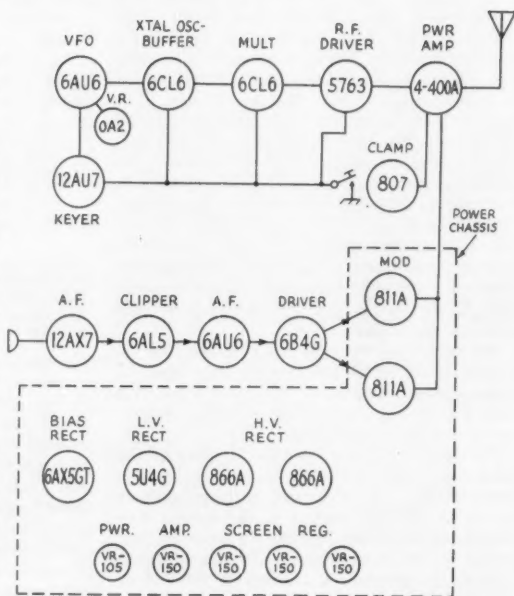 VFO
XTAL OSC-
BUFFER
MULT
R.F.
DRIVER
PWR
AMP
6AU6
6CL6
6CL6
5763
4-400A
V.R.
0A2
12AU7
KEYER
CLAMP
807
POWER
CHASSIS
MOD
811A
A.F.
CLIPPER
A.F.
DRIVER
12AX7
6AL5
6AU6
6B4G
811A
BIAS
RECT
L.V.
RECT
H.V.
RECT
6AX5GT
5U4G
866A
866A
PWR. AMP. SCREEN REG.
VR-
105
VR-
150
VR-
150
VR-
150
VR-
150